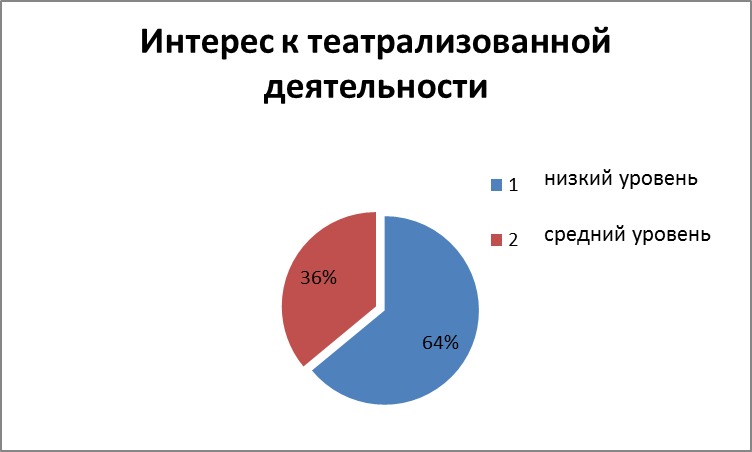 Интерес к театрализованной
деятельности
1 низкий уровень
2 средний уровень
36%
64%